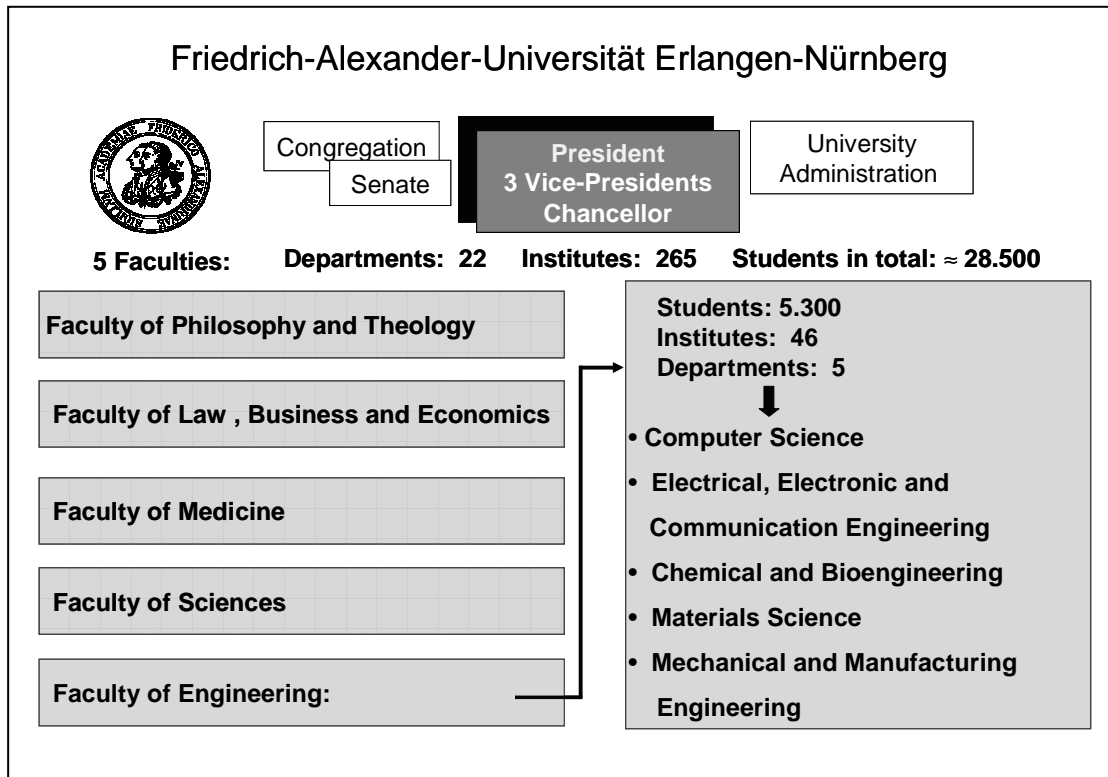 Friedrich-Alexander-Universität Erlangen-Nürnberg
Congregation
Senate
President
3 Vice-Presidents
Chancellor
University
Administration
5 Faculties: Departments: 22 Institutes: 265 Students in total: ≈ 28.500
Faculty of Philosophy and Theology
Faculty of Law , Business and Economics
Faculty of Medicine
Faculty of Sciences
Faculty of Engineering:
Students: 5.300
Institutes: 46
Departments: 5
• Computer Science
• Electrical, Electronic and
Communication Engineering
• Chemical and Bioengineering
• Materials Science
• Mechanical and Manufacturing
Engineering